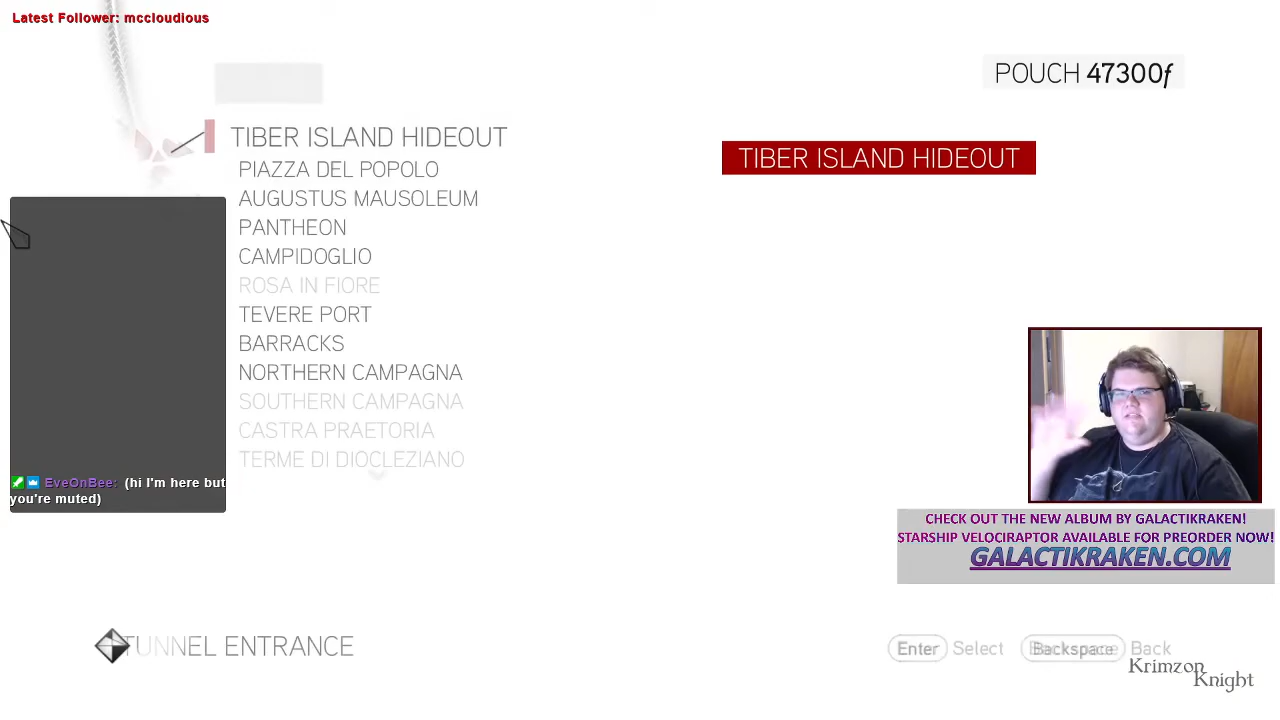 Latest Follower: mccloudious
POUCH 47300f
TIBER ISLAND HIDEOUT
PIAZZA DEL POPOLO
AUGUSTUS MAUSOLEUM
PANTHEON
CAMPIDOGLIO
ROSA IN FIORE
TEVERE PORT
BARRACKS
NORTHERN CAMPAGNA
SOUTHERN CAMPAGNA
CASTRA PRAETORIA
TERME DI DIOCLEZIANO
TIBER ISLAND HIDEOUT
EveOnBee: (hi I'm here but
you're muted)
CHECK OUT THE NEW ALBUM BY GALACTIKRAKEN!
STARSHIP VELOCIRAPTOR AVAILABLE FOR PREORDER NOW!
GALACTIKRAKEN.COM
TUNNEL ENTRANCE
Enter Select Backspace Back
Krimzon
Knight